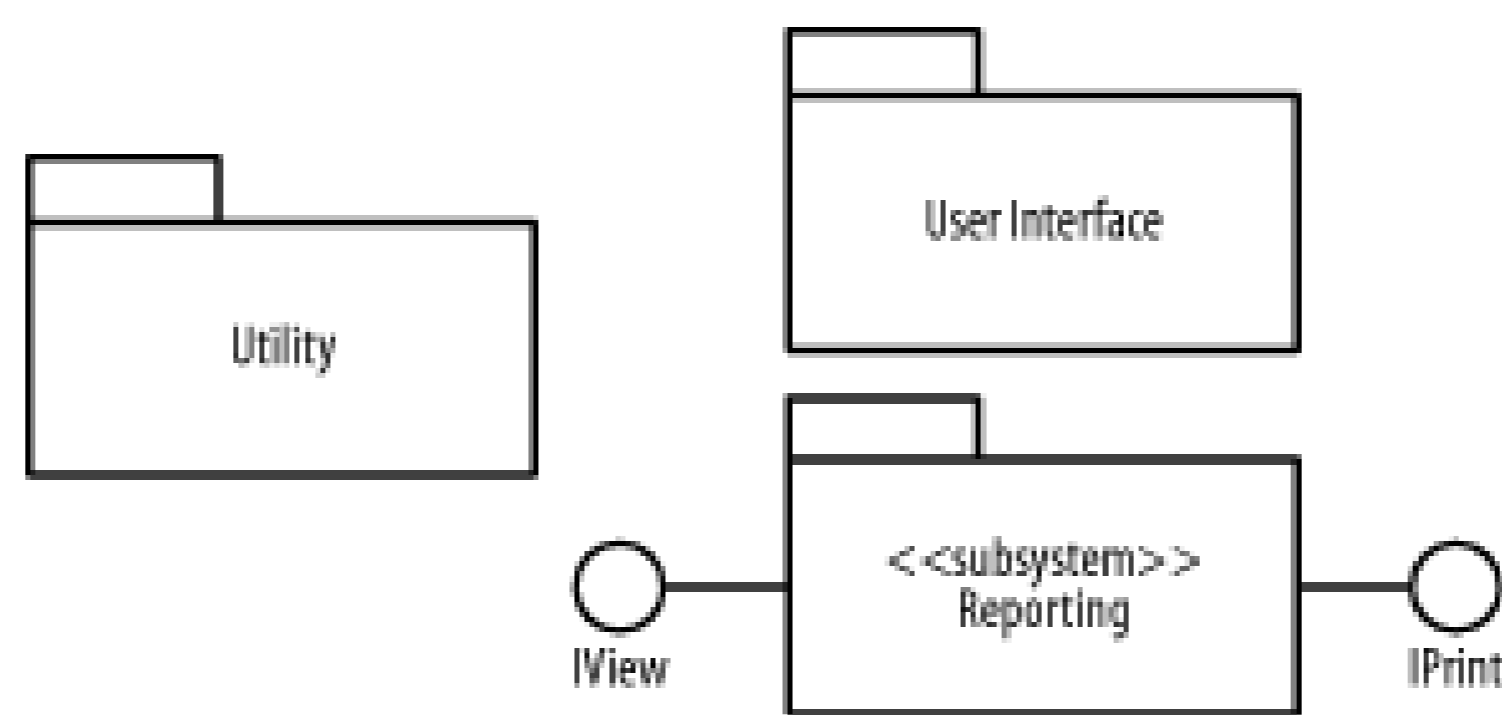 User Interface
Utility
< <subsystem> >
Reporting
IView
IPrint